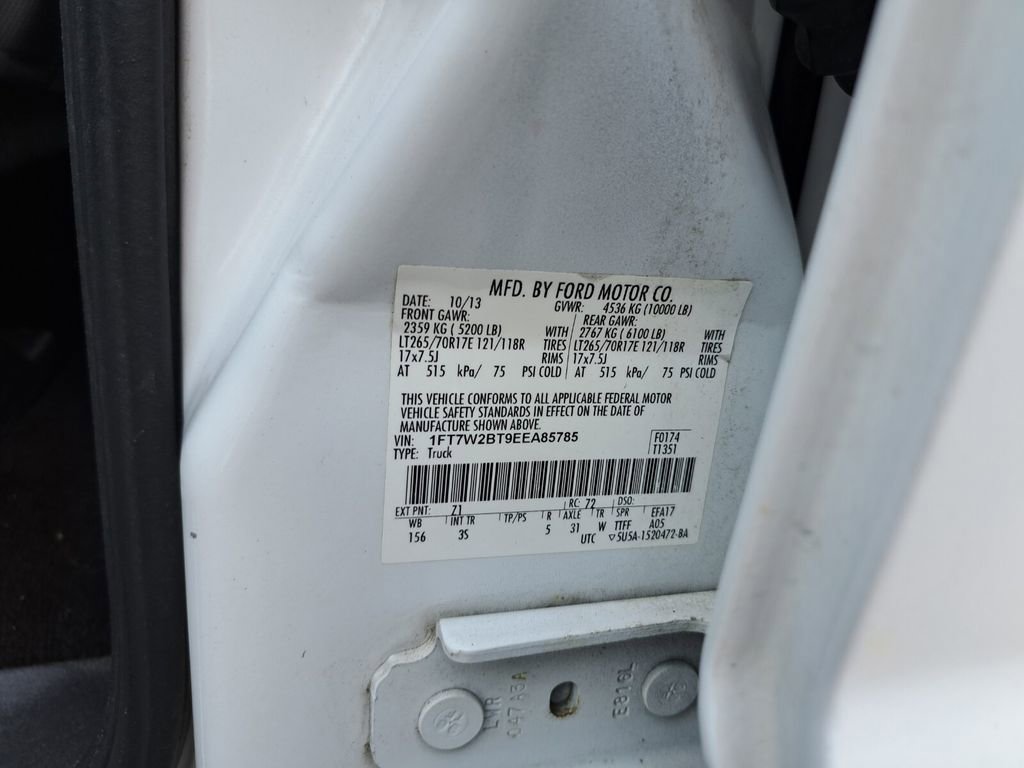 MFD. BY FORD MOTOR CO.
DATE: 10/13 GVWR: 4536 KG (10000 LB)
FRONT GAWR: REAR GAWR:
2359 KG ( 5200 LB) WITH 2767 KG ( 6100 LB) WITH
LT265/70R17E 121/118R TIRES LT265/70R17E 121/118R TIRES
17x7.5J RIMS 17x7.5J RIMS
AT 515 kPa/ 75 PSI COLD AT 515 kPa/ 75 PSI COLD
THIS VEHICLE CONFORMS TO ALL APPLICABLE FEDERAL MOTOR
VEHICLE SAFETY STANDARDS IN EFFECT ON THE DATE OF
MANUFACTURE SHOWN ABOVE.
VIN: 1FT7W2BT9EEA85785 F0174
TYPE: Truck T1351
EXT PNT: Z1 RC: 72 DSO:
WB INT TR TP/PS R AXLE TR SPR EFA17
156 3S 5 31 W TTFF A05
UTC ▽5U5A-1520472-BA
LMR
04763A
E816L